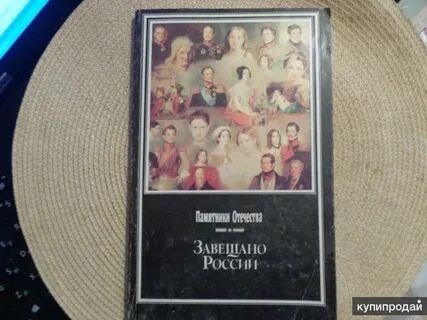 Памятники Отечества
Завещано
России
купипродай